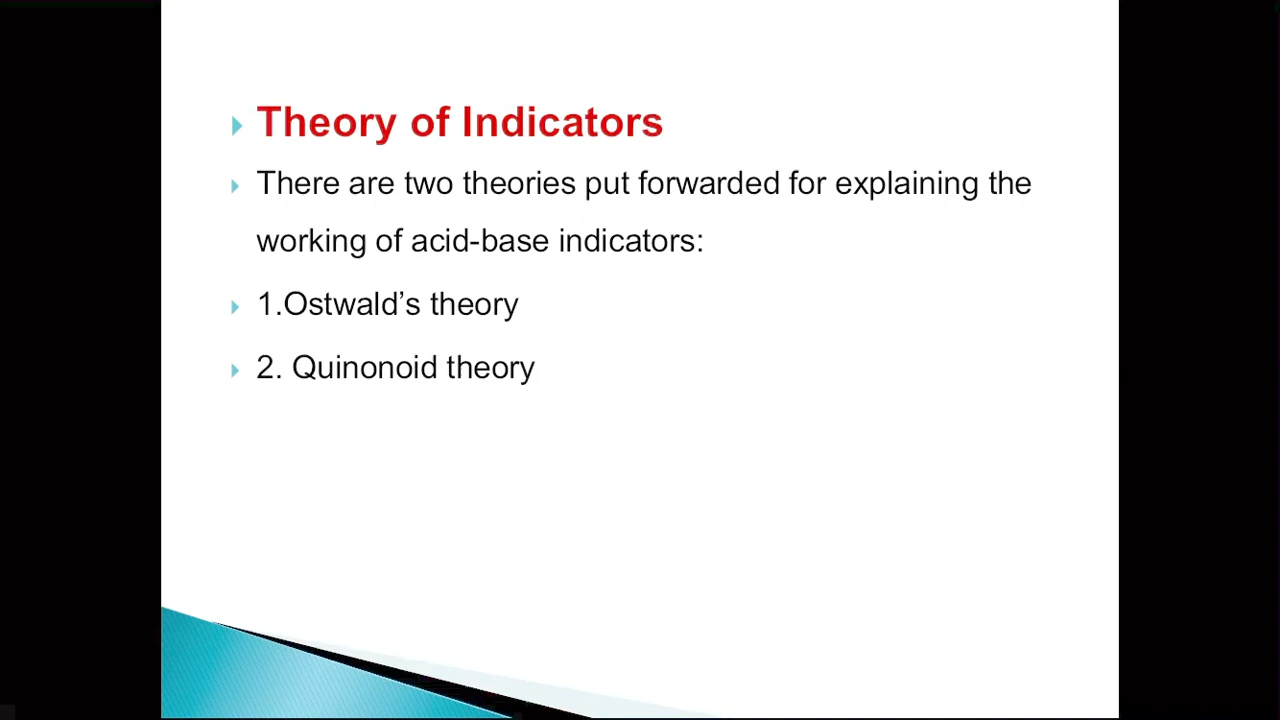 Theory of Indicators
There are two theories put forwarded for explaining the
working of acid-base indicators:
1.Ostwald’s theory
2. Quinonoid theory